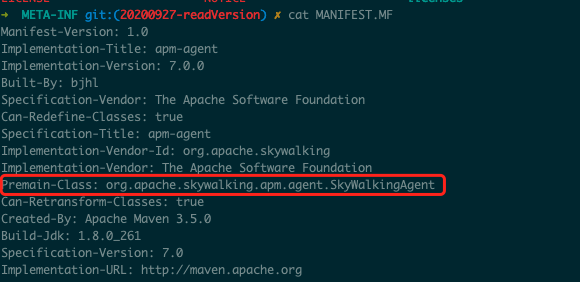 ➜  META-INF git:(20200927-readVersion) ✗ cat MANIFEST.MF
Manifest-Version: 1.0
Implementation-Title: apm-agent
Implementation-Version: 7.0.0
Built-By: bjhl
Specification-Vendor: The Apache Software Foundation
Can-Redefine-Classes: true
Specification-Title: apm-agent
Implementation-Vendor-Id: org.apache.skywalking
Implementation-Vendor: The Apache Software Foundation
Premain-Class: org.apache.skywalking.apm.agent.SkyWalkingAgent
Can-Retransform-Classes: true
Created-By: Apache Maven 3.5.0
Build-Jdk: 1.8.0_261
Specification-Version: 7.0
Implementation-URL: http://maven.apache.org